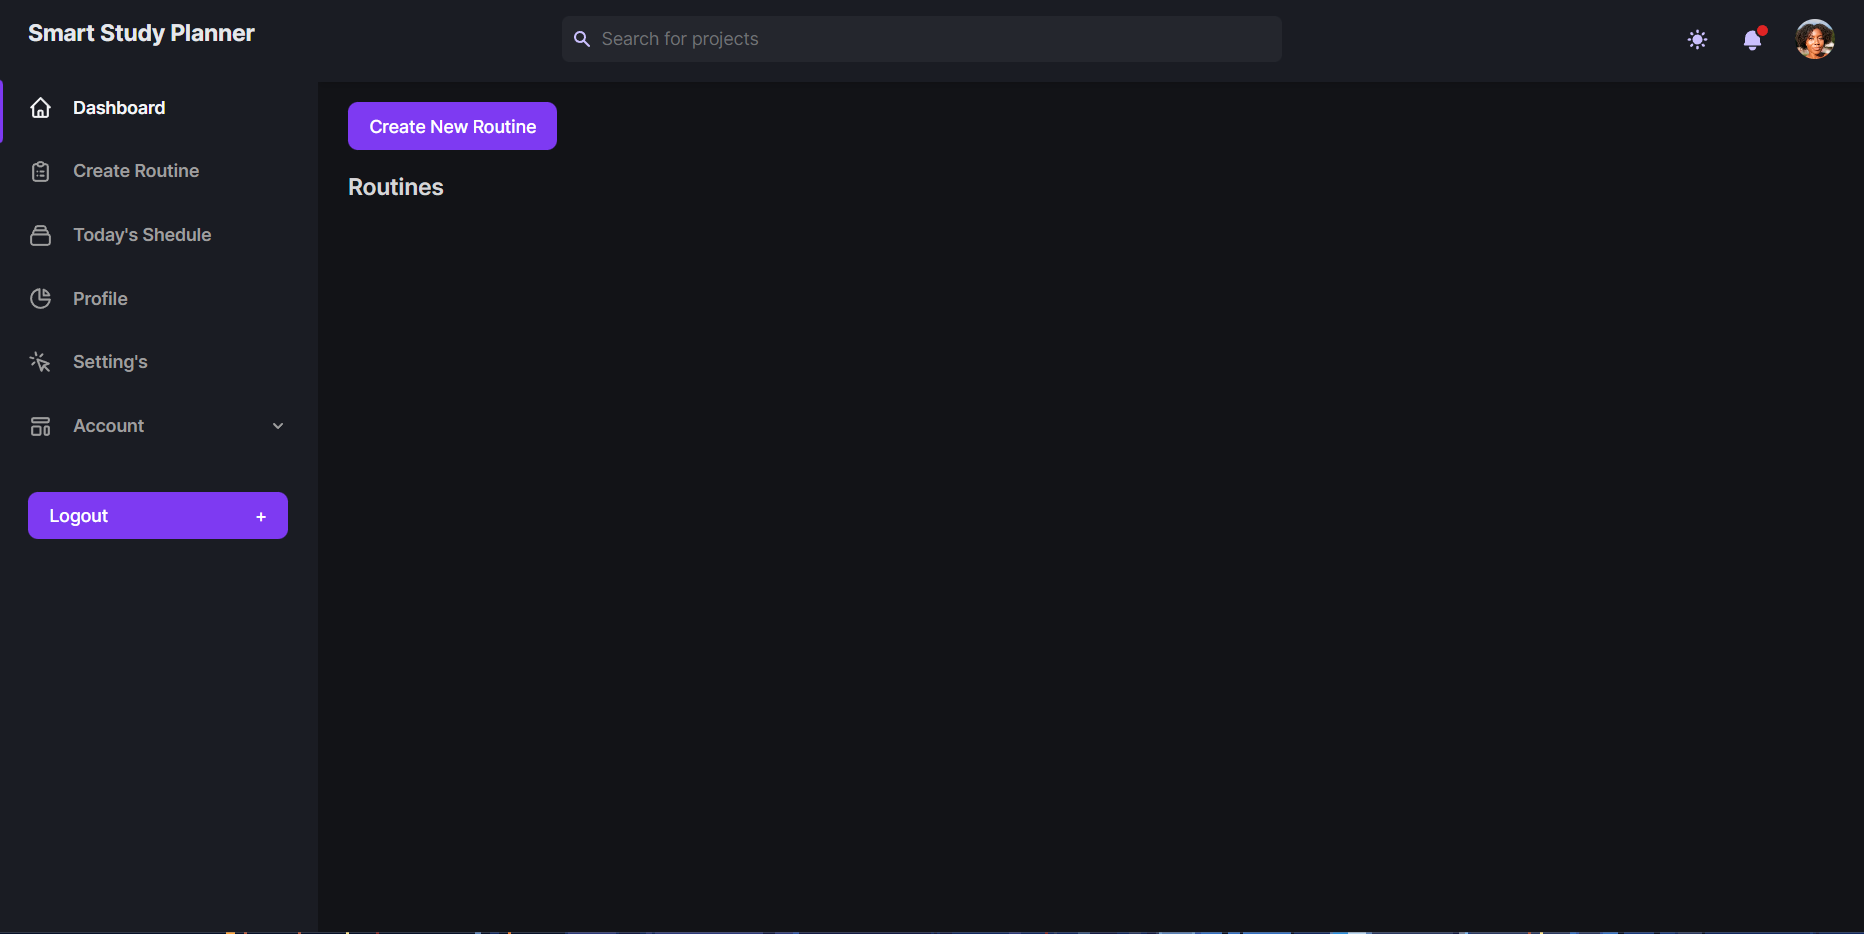 Smart Study Planner
Search for projects
Dashboard
Create Routine
Today's Shedule
Profile
Setting's
Account
Logout +
Create New Routine
Routines